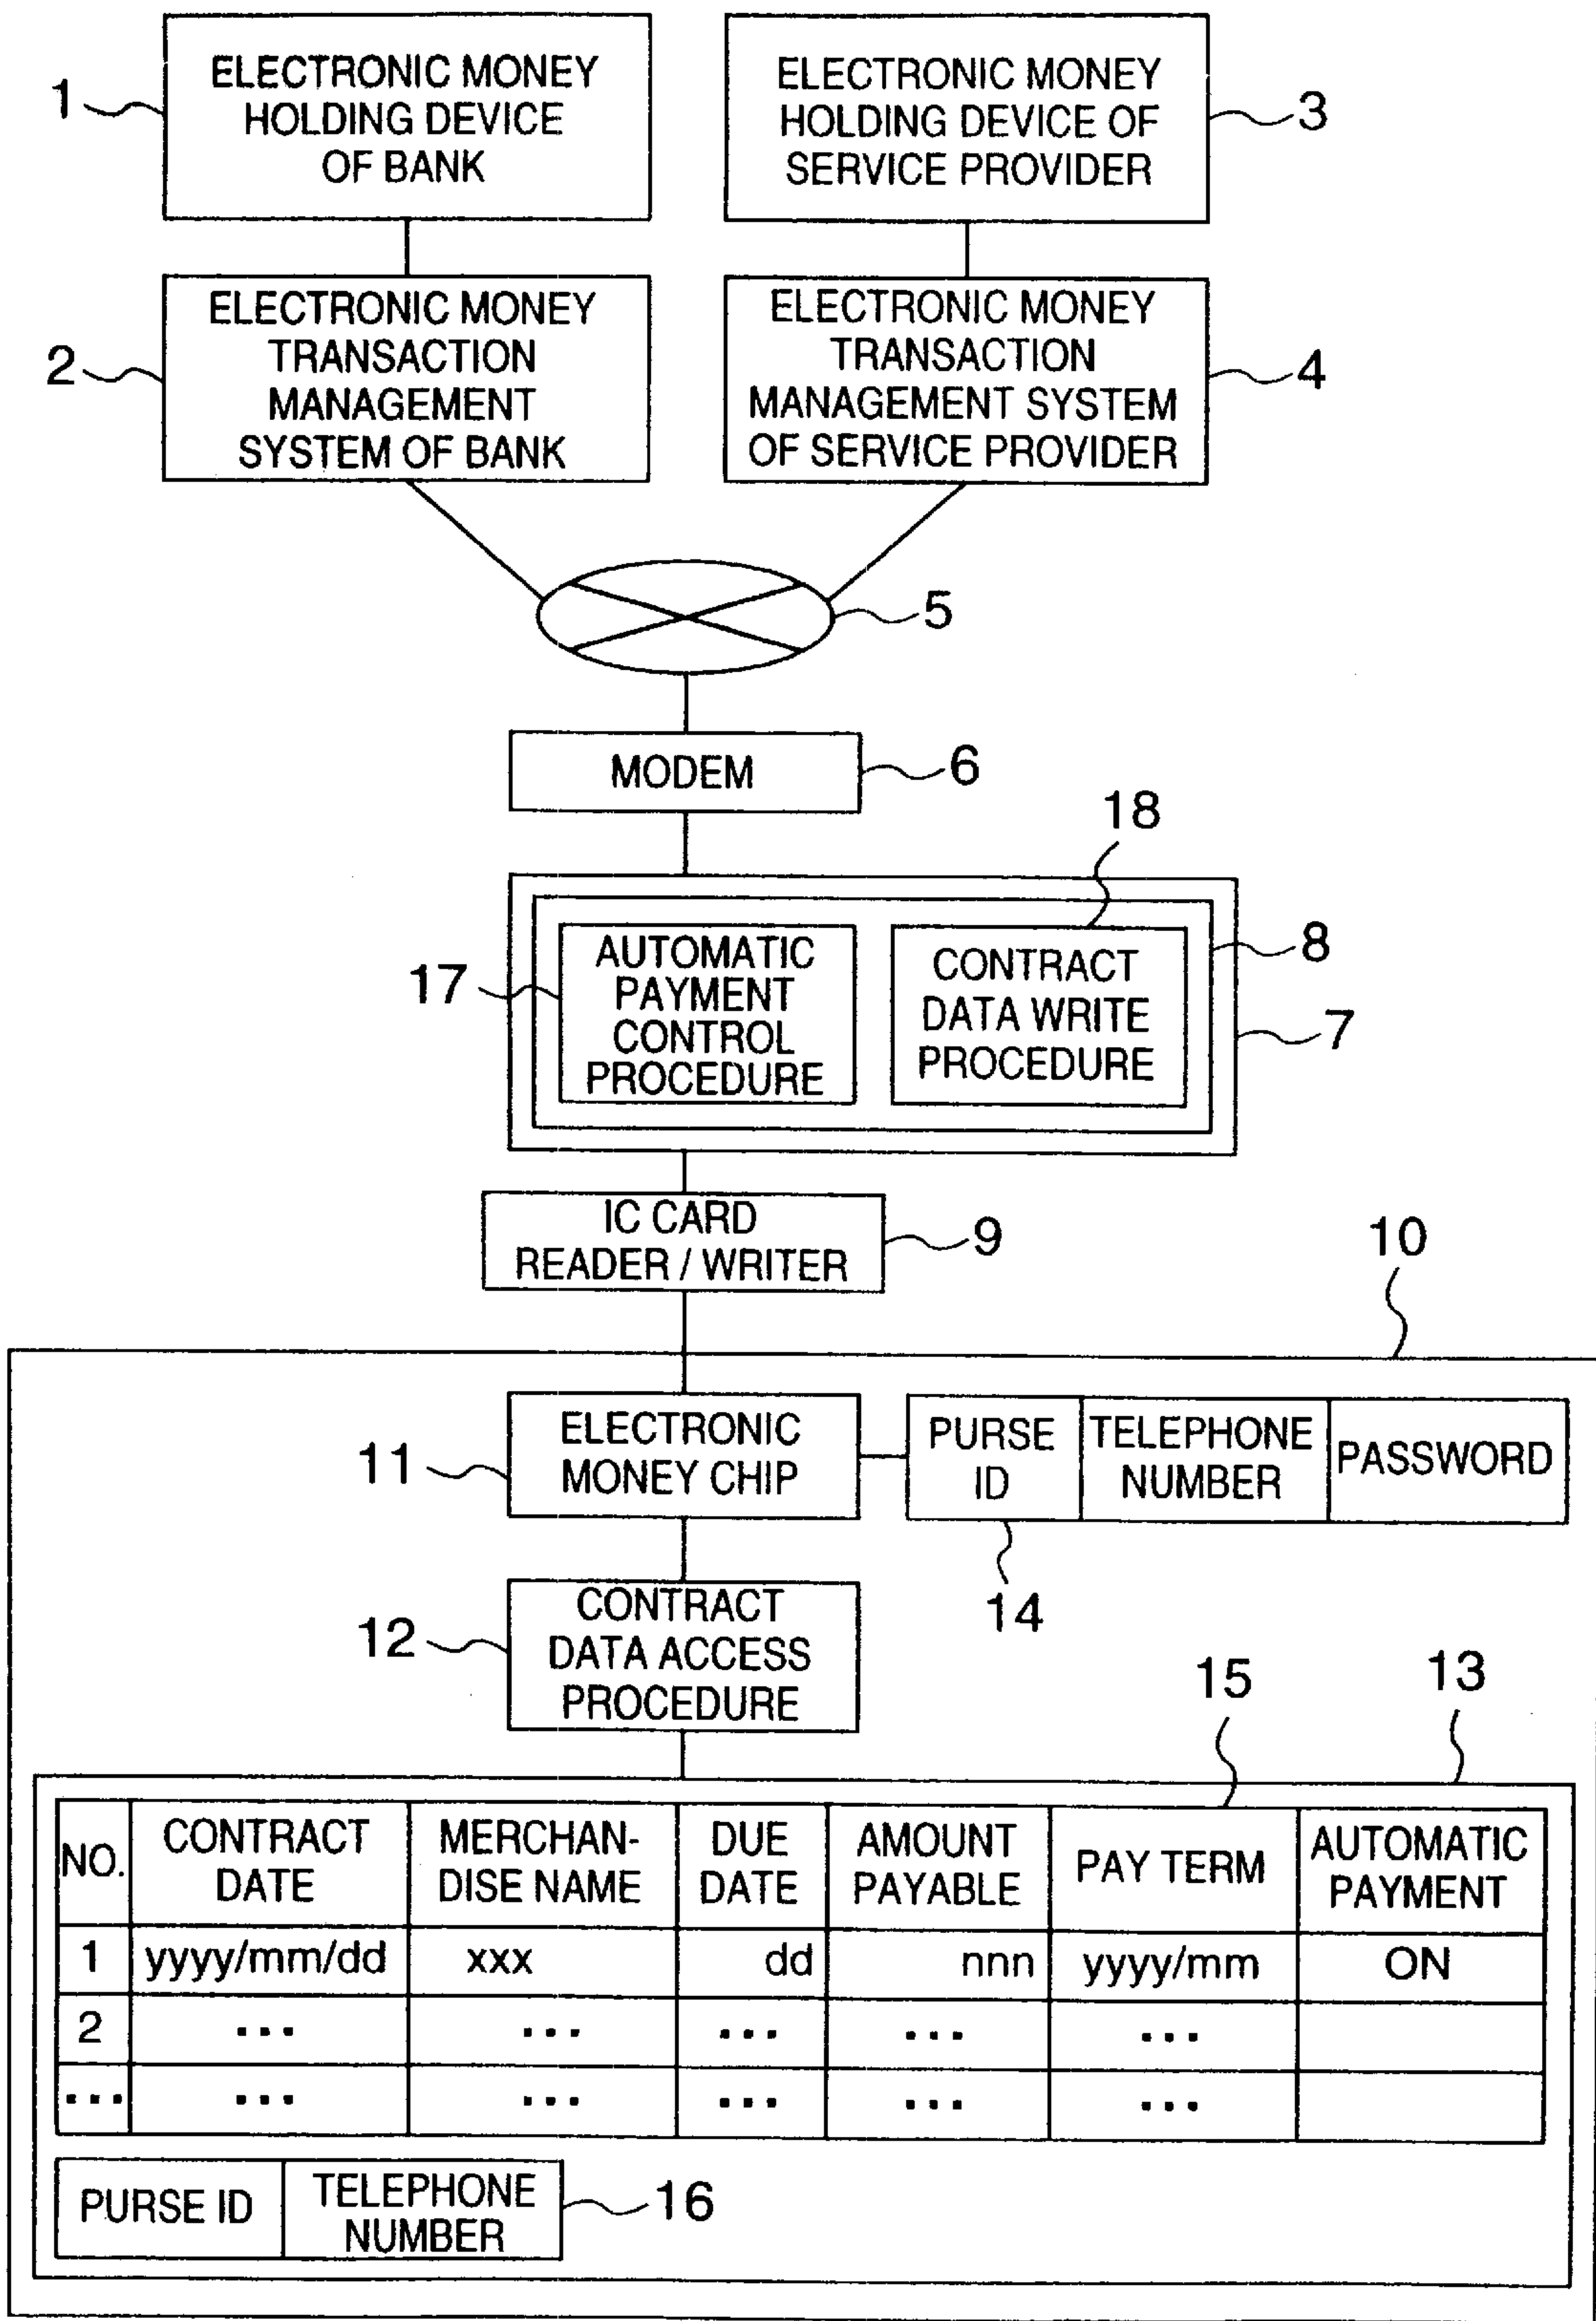 1
ELECTRONIC MONEY
HOLDING DEVICE
OF BANK
ELECTRONIC MONEY
HOLDING DEVICE OF
SERVICE PROVIDER
3
2
ELECTRONIC MONEY
TRANSACTION
MANAGEMENT
SYSTEM OF BANK
ELECTRONIC MONEY
TRANSACTION
MANAGEMENT SYSTEM
OF SERVICE PROVIDER
4
5
MODEM
6
18
17
AUTOMATIC
PAYMENT
CONTROL
PROCEDURE
CONTRACT
DATA WRITE
PROCEDURE
8
7
IC CARD
READER / WRITER
9
10
11
ELECTRONIC
MONEY CHIP
PURSE
ID
TELEPHONE
NUMBER
PASSWORD
14
12
CONTRACT
DATA ACCESS
PROCEDURE
15
13
NO.
CONTRACT
DATE
MERCHAN-
DISE NAME
DUE
DATE
AMOUNT
PAYABLE
PAY TERM
AUTOMATIC
PAYMENT
1 yyyy/mm/dd xxx dd nnn yyyy/mm ON
2 ... ... ... ... ...
... ... ... ... ... ...
PURSE ID
TELEPHONE
NUMBER
16